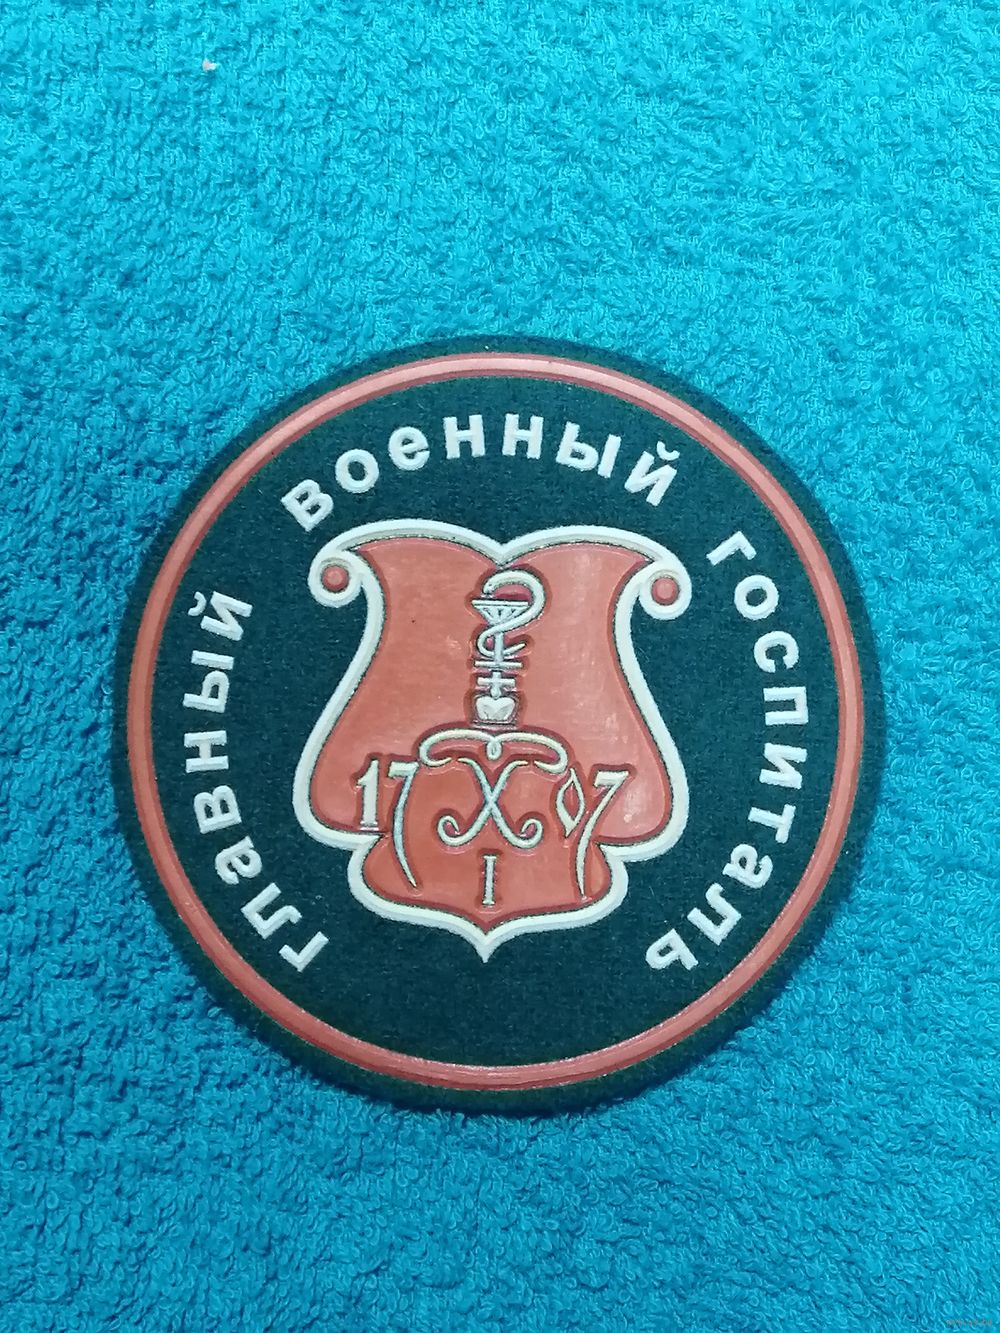 главный военный госпиталь
17 07
I